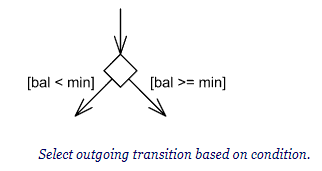 [bal < min] [bal >= min]
Select outgoing transition based on condition.